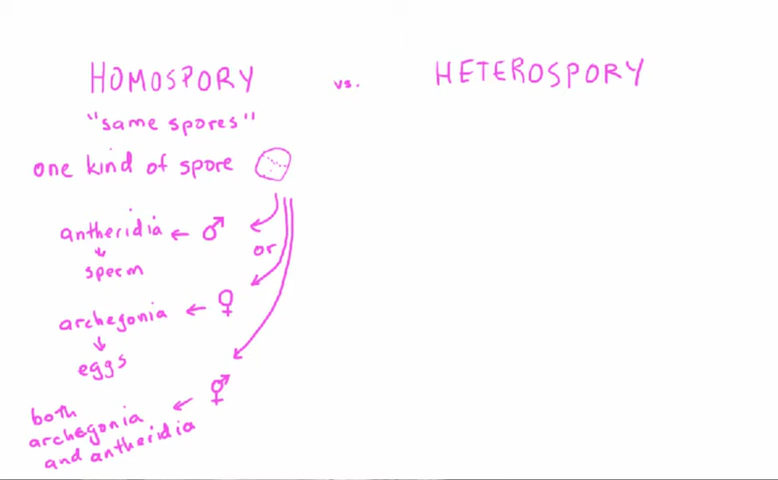 HOMOSPORY vs. HETEROSPORY
"same spores"
one kind of spore
antheridia ← ♂
↓
sperm
or
archegonia ← ♀
↓
eggs
both ← ⚥
archegonia
and antheridia